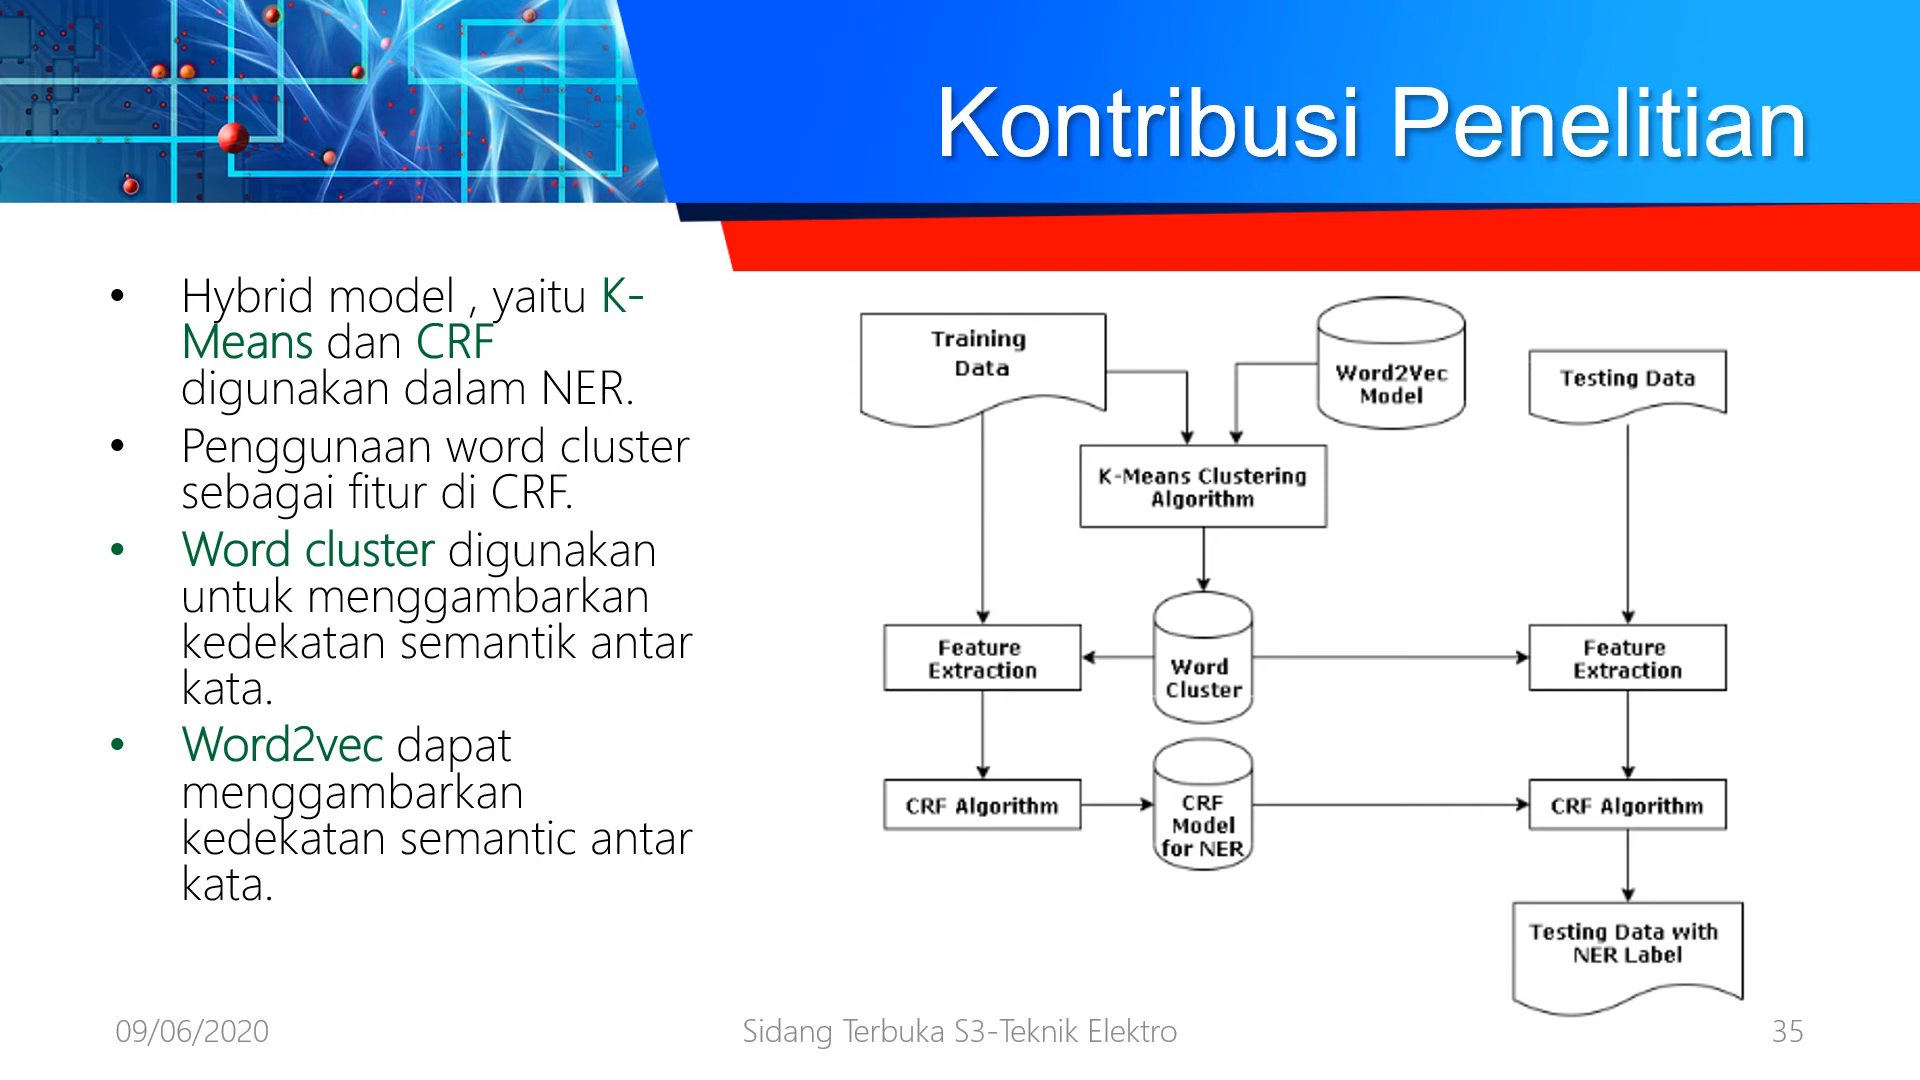 Kontribusi Penelitian
• Hybrid model , yaitu K-
Means dan CRF
digunakan dalam NER.
• Penggunaan word cluster
sebagai fitur di CRF.
• Word cluster digunakan
untuk menggambarkan
kedekatan semantik antar
kata.
• Word2vec dapat
menggambarkan
kedekatan semantic antar
kata.
Training
Data
Word2Vec
Model
Testing Data
K-Means Clustering
Algorithm
Feature
Extraction
Word
Cluster
Feature
Extraction
CRF Algorithm
CRF
Model
for NER
CRF Algorithm
Testing Data with
NER Label
09/06/2020
Sidang Terbuka S3-Teknik Elektro
35